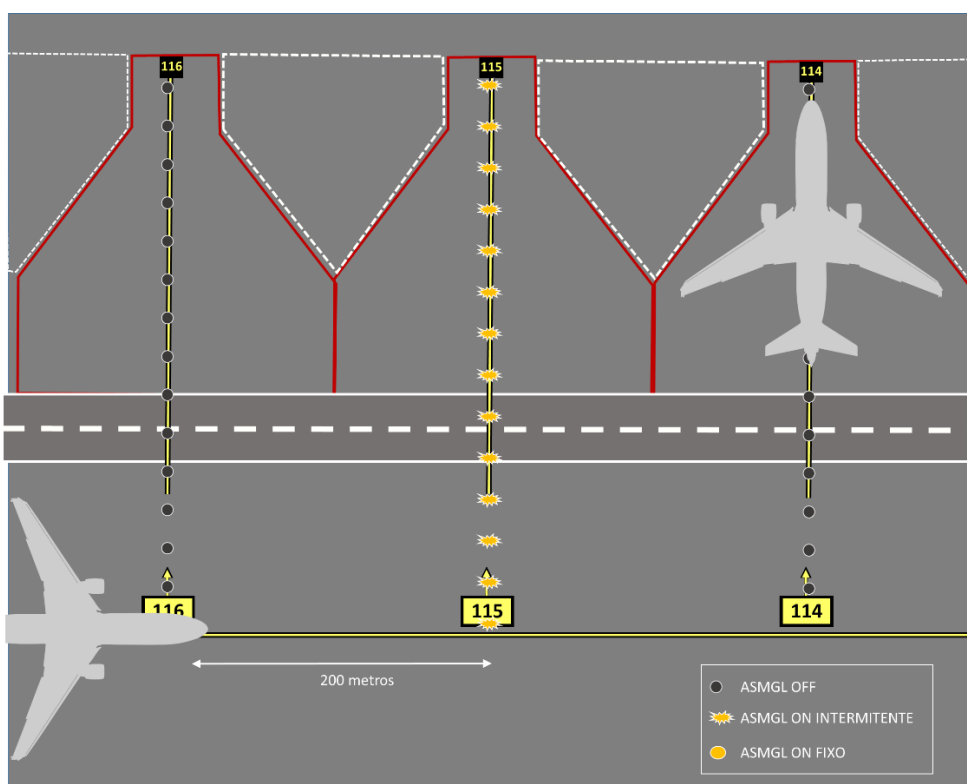 116
115
114
116
115
114
200 metros
ASMGL OFF
ASMGL ON INTERMITENTE
ASMGL ON FIXO